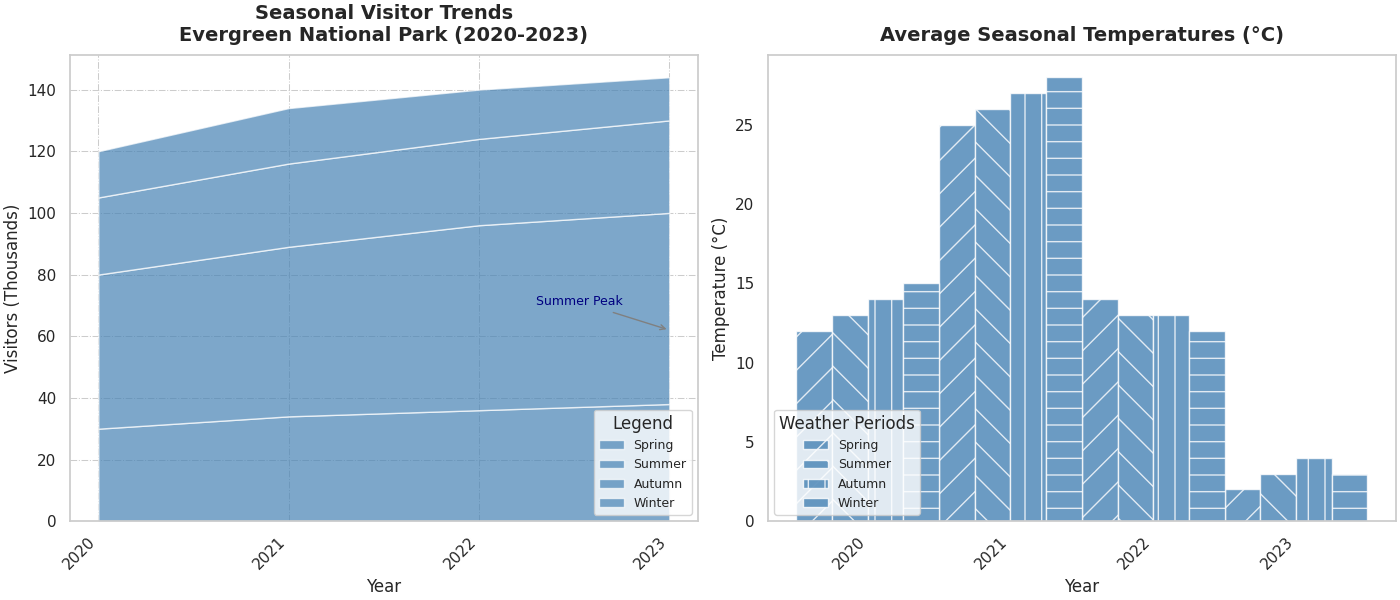 Seasonal Visitor Trends
Evergreen National Park (2020-2023)
Visitors (Thousands)
140
120
100
80
60
40
20
0
Summer Peak
Legend
Spring
Summer
Autumn
Winter
2020
2021
2022
2023
Year
Average Seasonal Temperatures (°C)
Temperature (°C)
25
20
15
10
5
0
Weather Periods
Spring
Summer
Autumn
Winter
2020
2021
2022
2023
Year